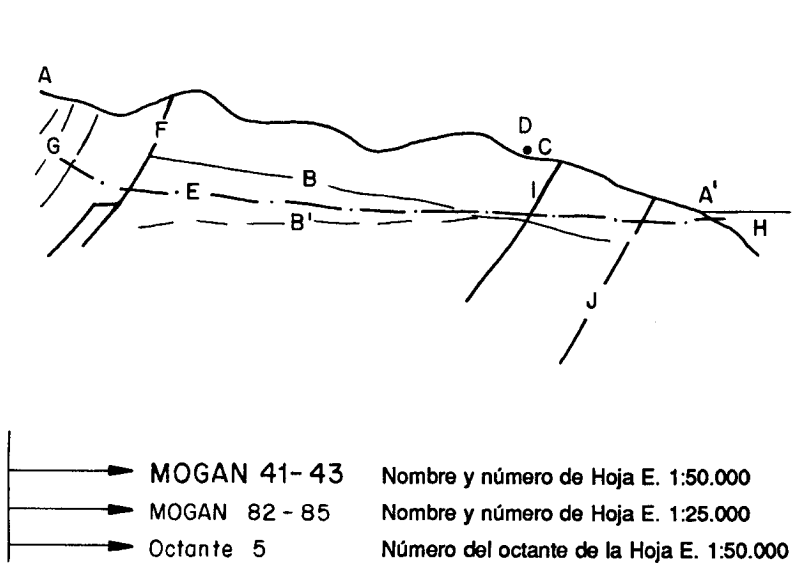 A
D
F
C
G
B
I
E
A'
B'
H
J
MOGAN 41-43 Nombre y número de Hoja E. 1:50.000
MOGAN 82-85 Nombre y número de Hoja E. 1:25.000
Octante 5 Número del octante de la Hoja E. 1:50.000